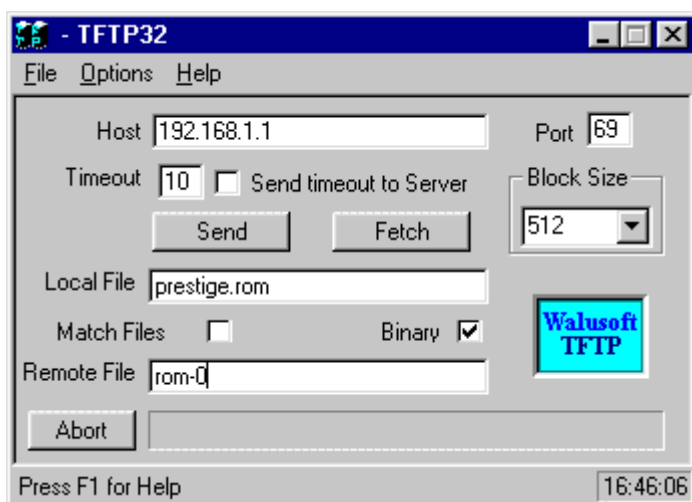 - TFTP32
File Options Help
Host 192.168.1.1 Port 69
Timeout 10 Send timeout to Server Block Size
Send Fetch 512
Local File prestige.rom
Match Files Binary
Walusoft
TFTP
Remote File rom-0
Abort
Press F1 for Help 16:46:06